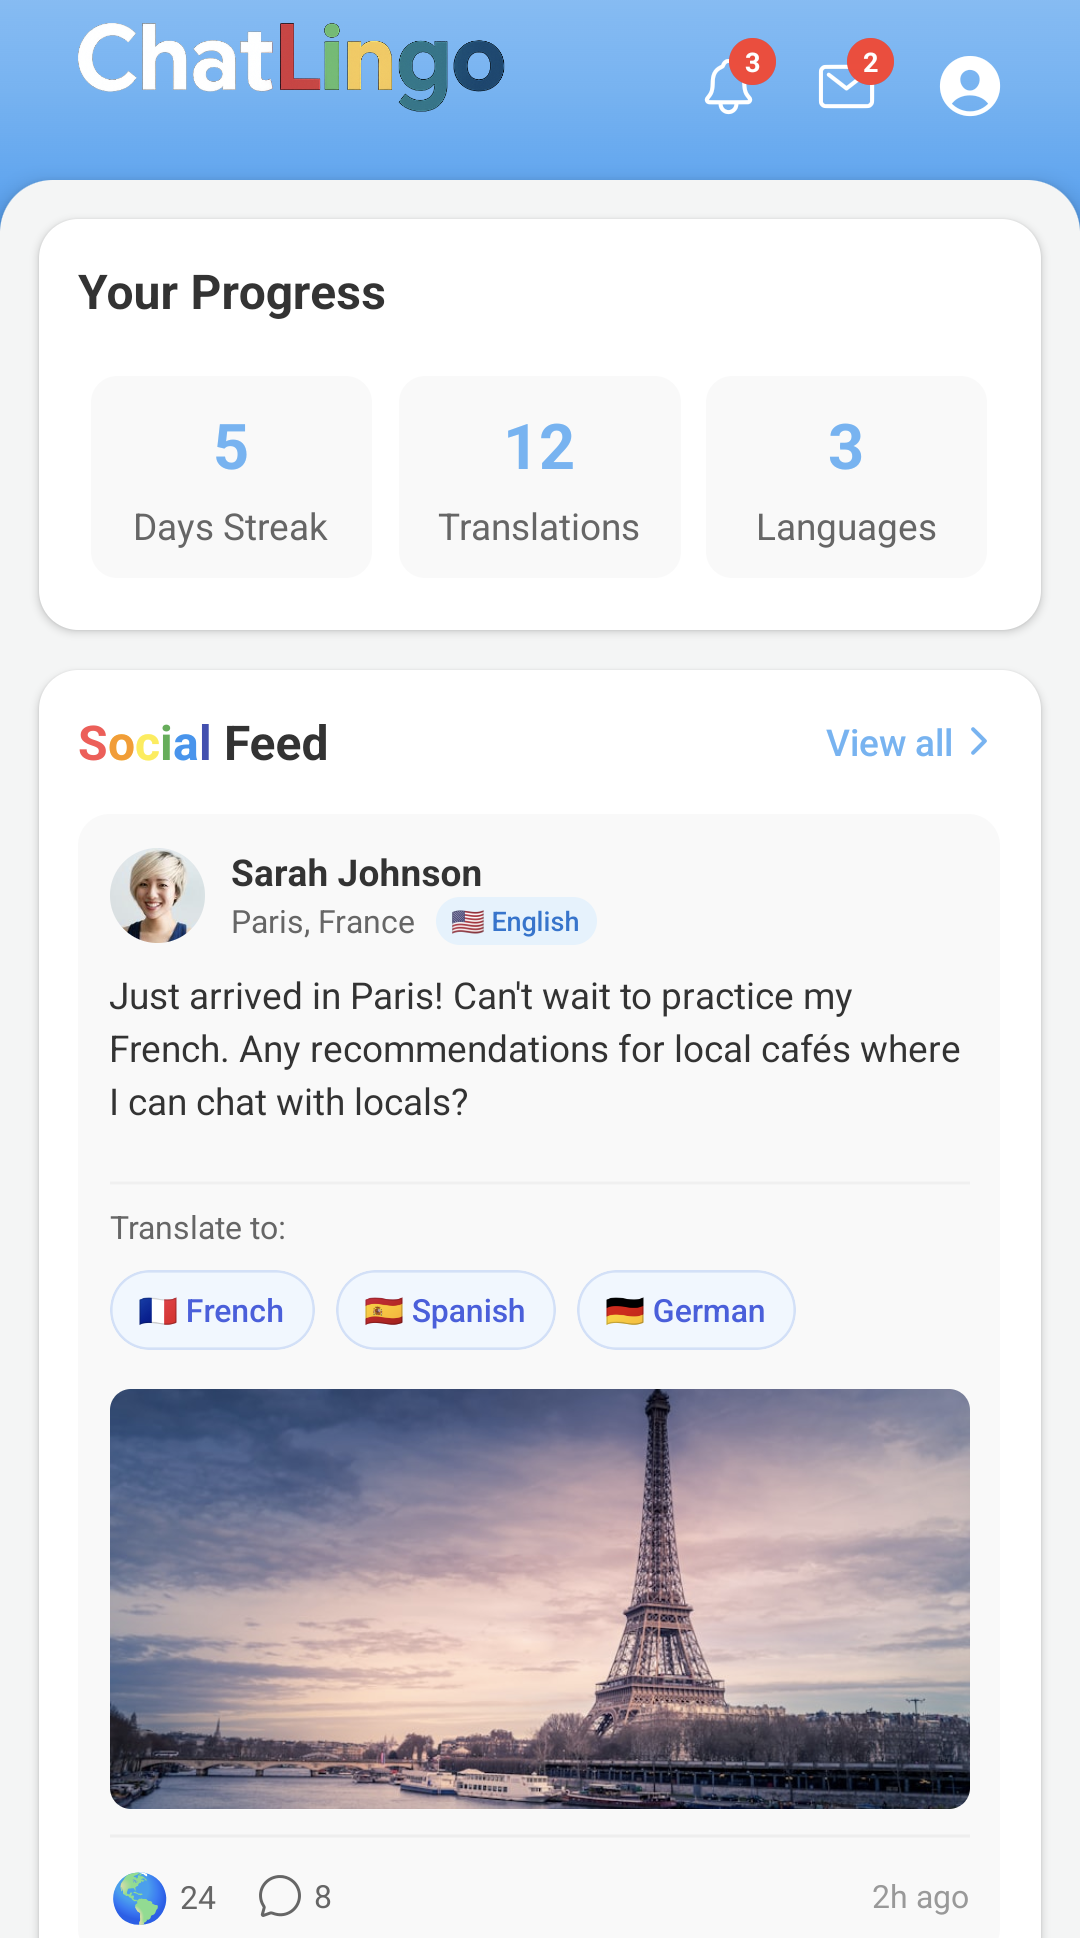 ChatLingo
3
2
Your Progress
5
12
3
Days Streak
Translations
Languages
Social Feed
View all
Sarah Johnson
Paris, France
English
Just arrived in Paris! Can't wait to practice my
French. Any recommendations for local cafés where
I can chat with locals?
Translate to:
French
Spanish
German
24
8
2h ago